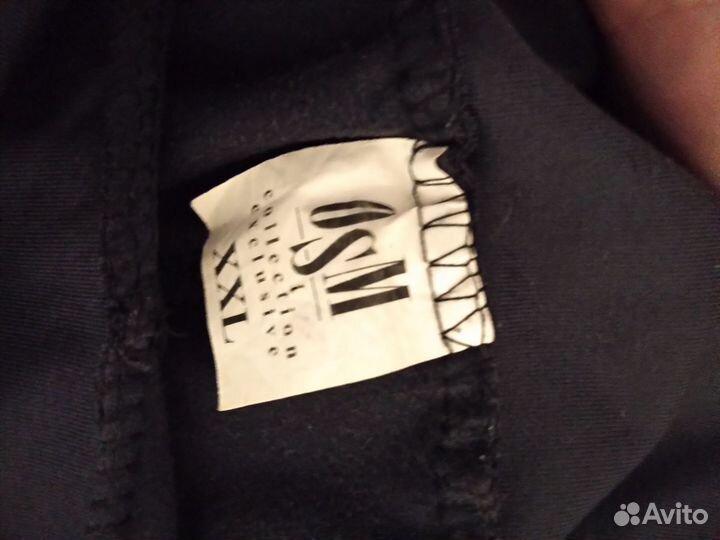 OSM
collection
exclusive
XXL
Avito